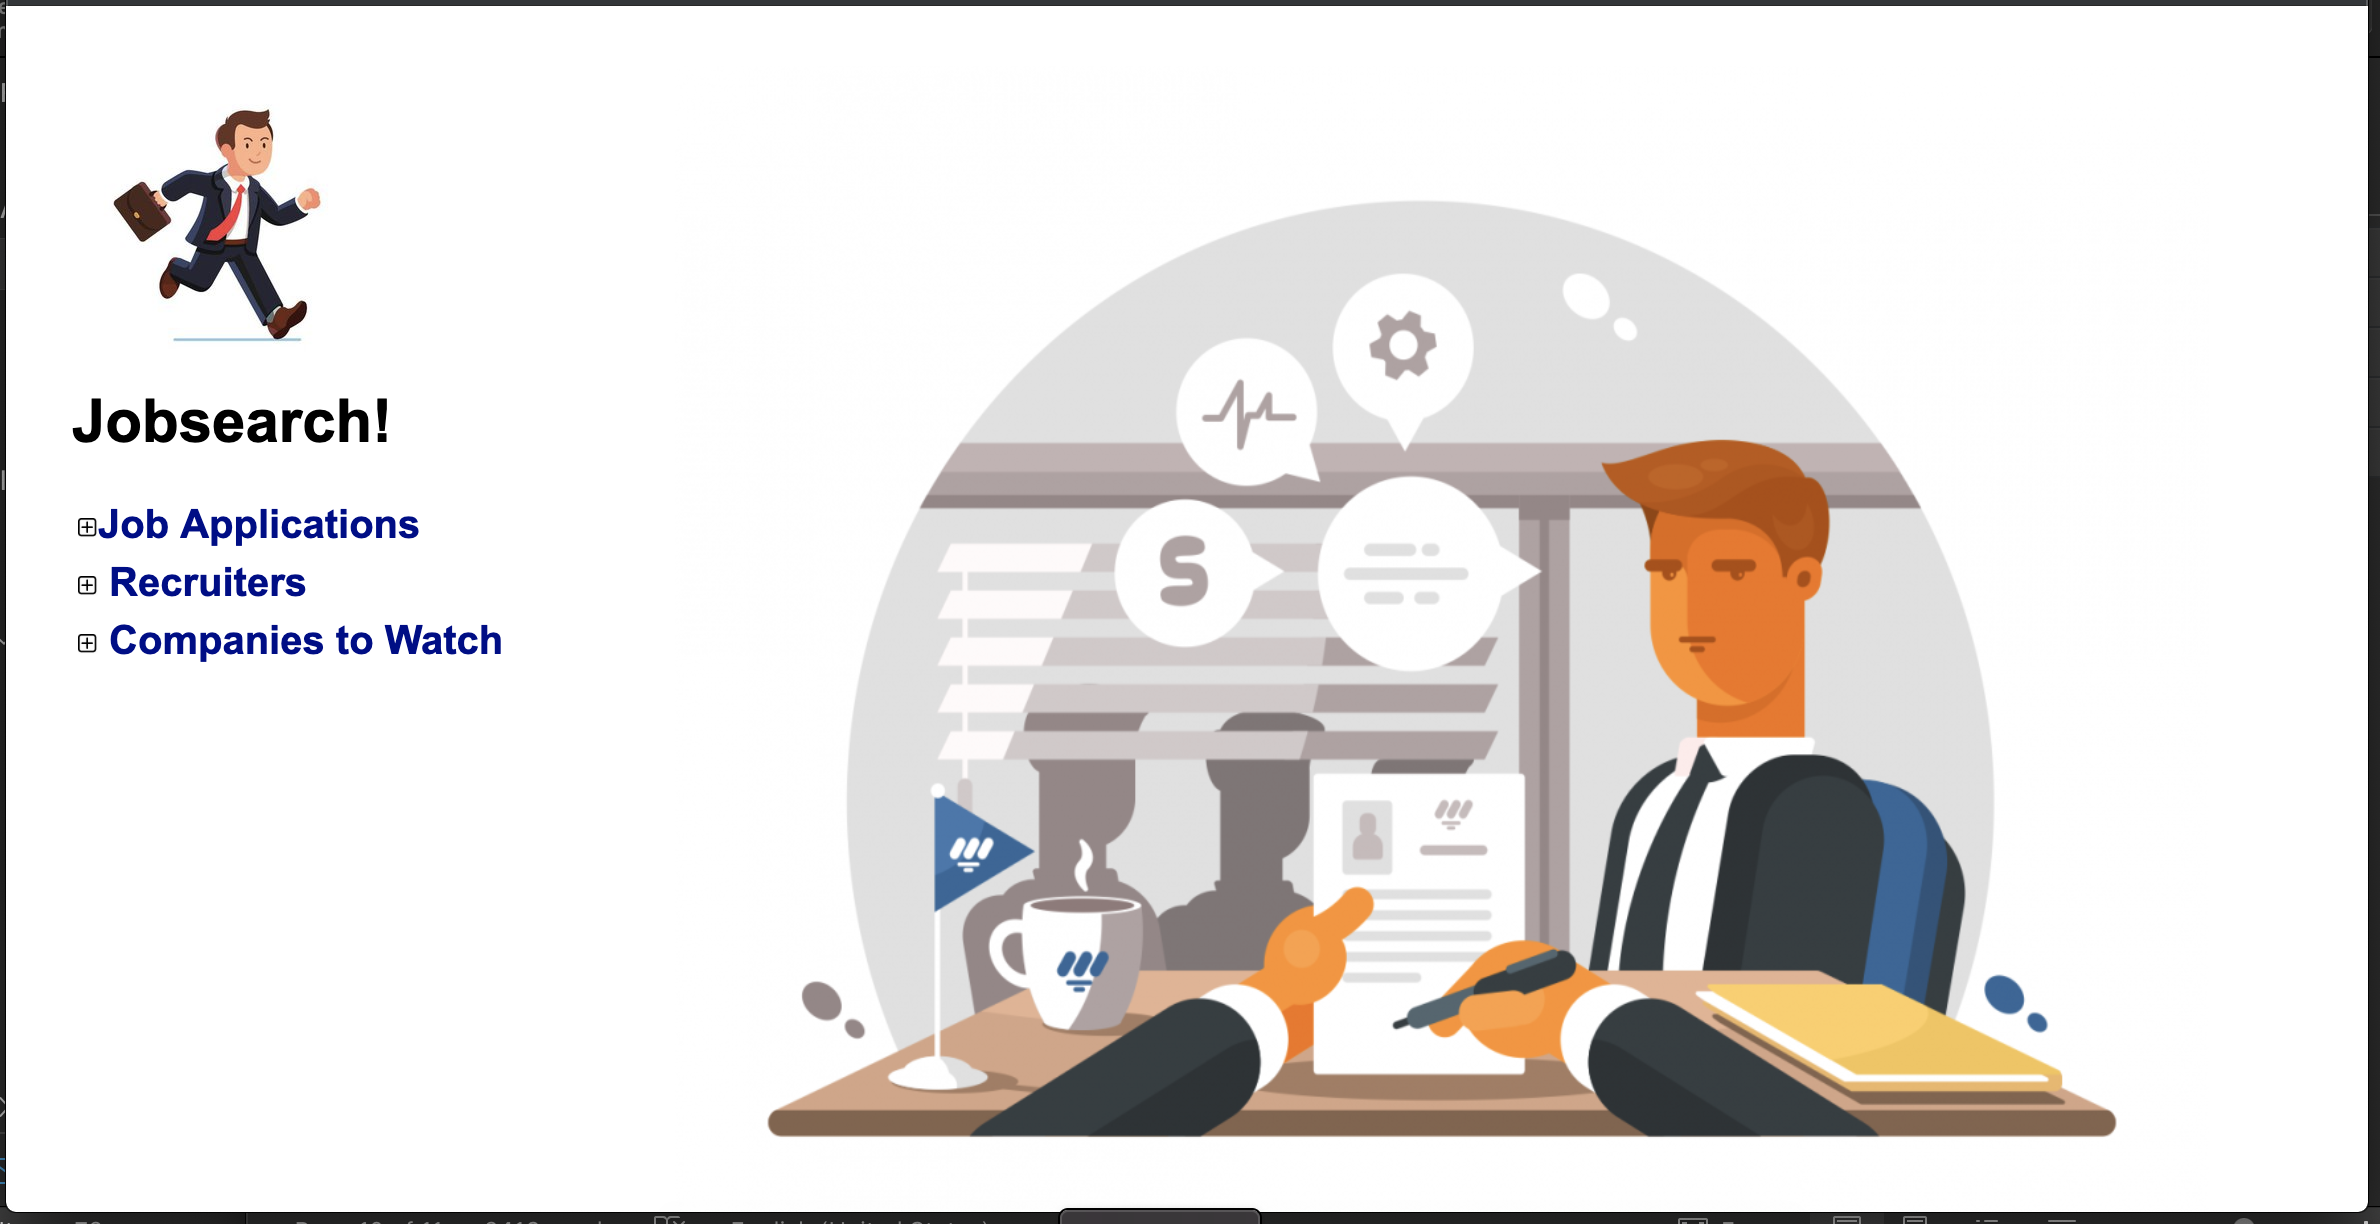 Jobsearch!
Job Applications
Recruiters
Companies to Watch
S